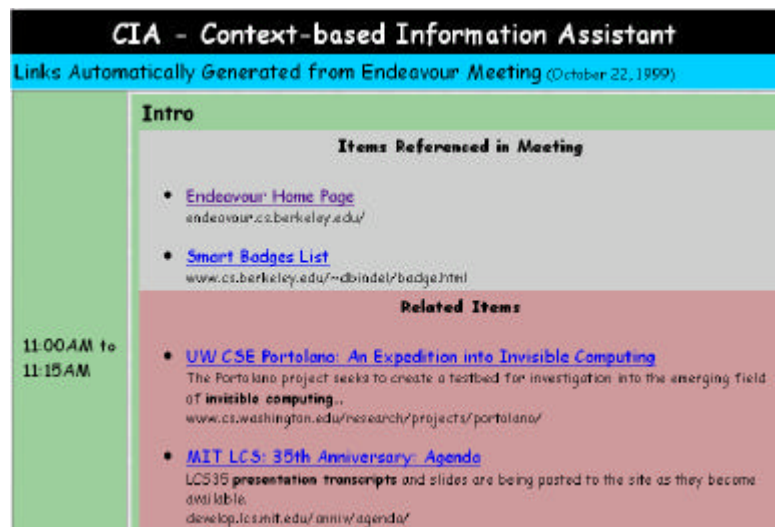 CIA - Context-based Information Assistant
Links Automatically Generated from Endeavour Meeting (October 22, 1999)
Intro
Items Referenced in Meeting
• Endeavour Home Page
endeavour.cs.berkeley.edu/
• Smart Badges List
www.cs.berkeley.edu/~dbindel/badge.html
Related Items
11:00AM to
11:15AM
• UW CSE Portolano: An Expedition into Invisible Computing
The Portolano project seeks to create a testbed for investigation into the emerging field
of invisible computing..
www.cs.washington.edu/research/projects/portolano/
• MIT LCS: 35th Anniversary: Agenda
LCS35 presentation transcripts and slides are being posted to the site as they become
available.
develop.lcs.mit.edu/anniv/agenda/